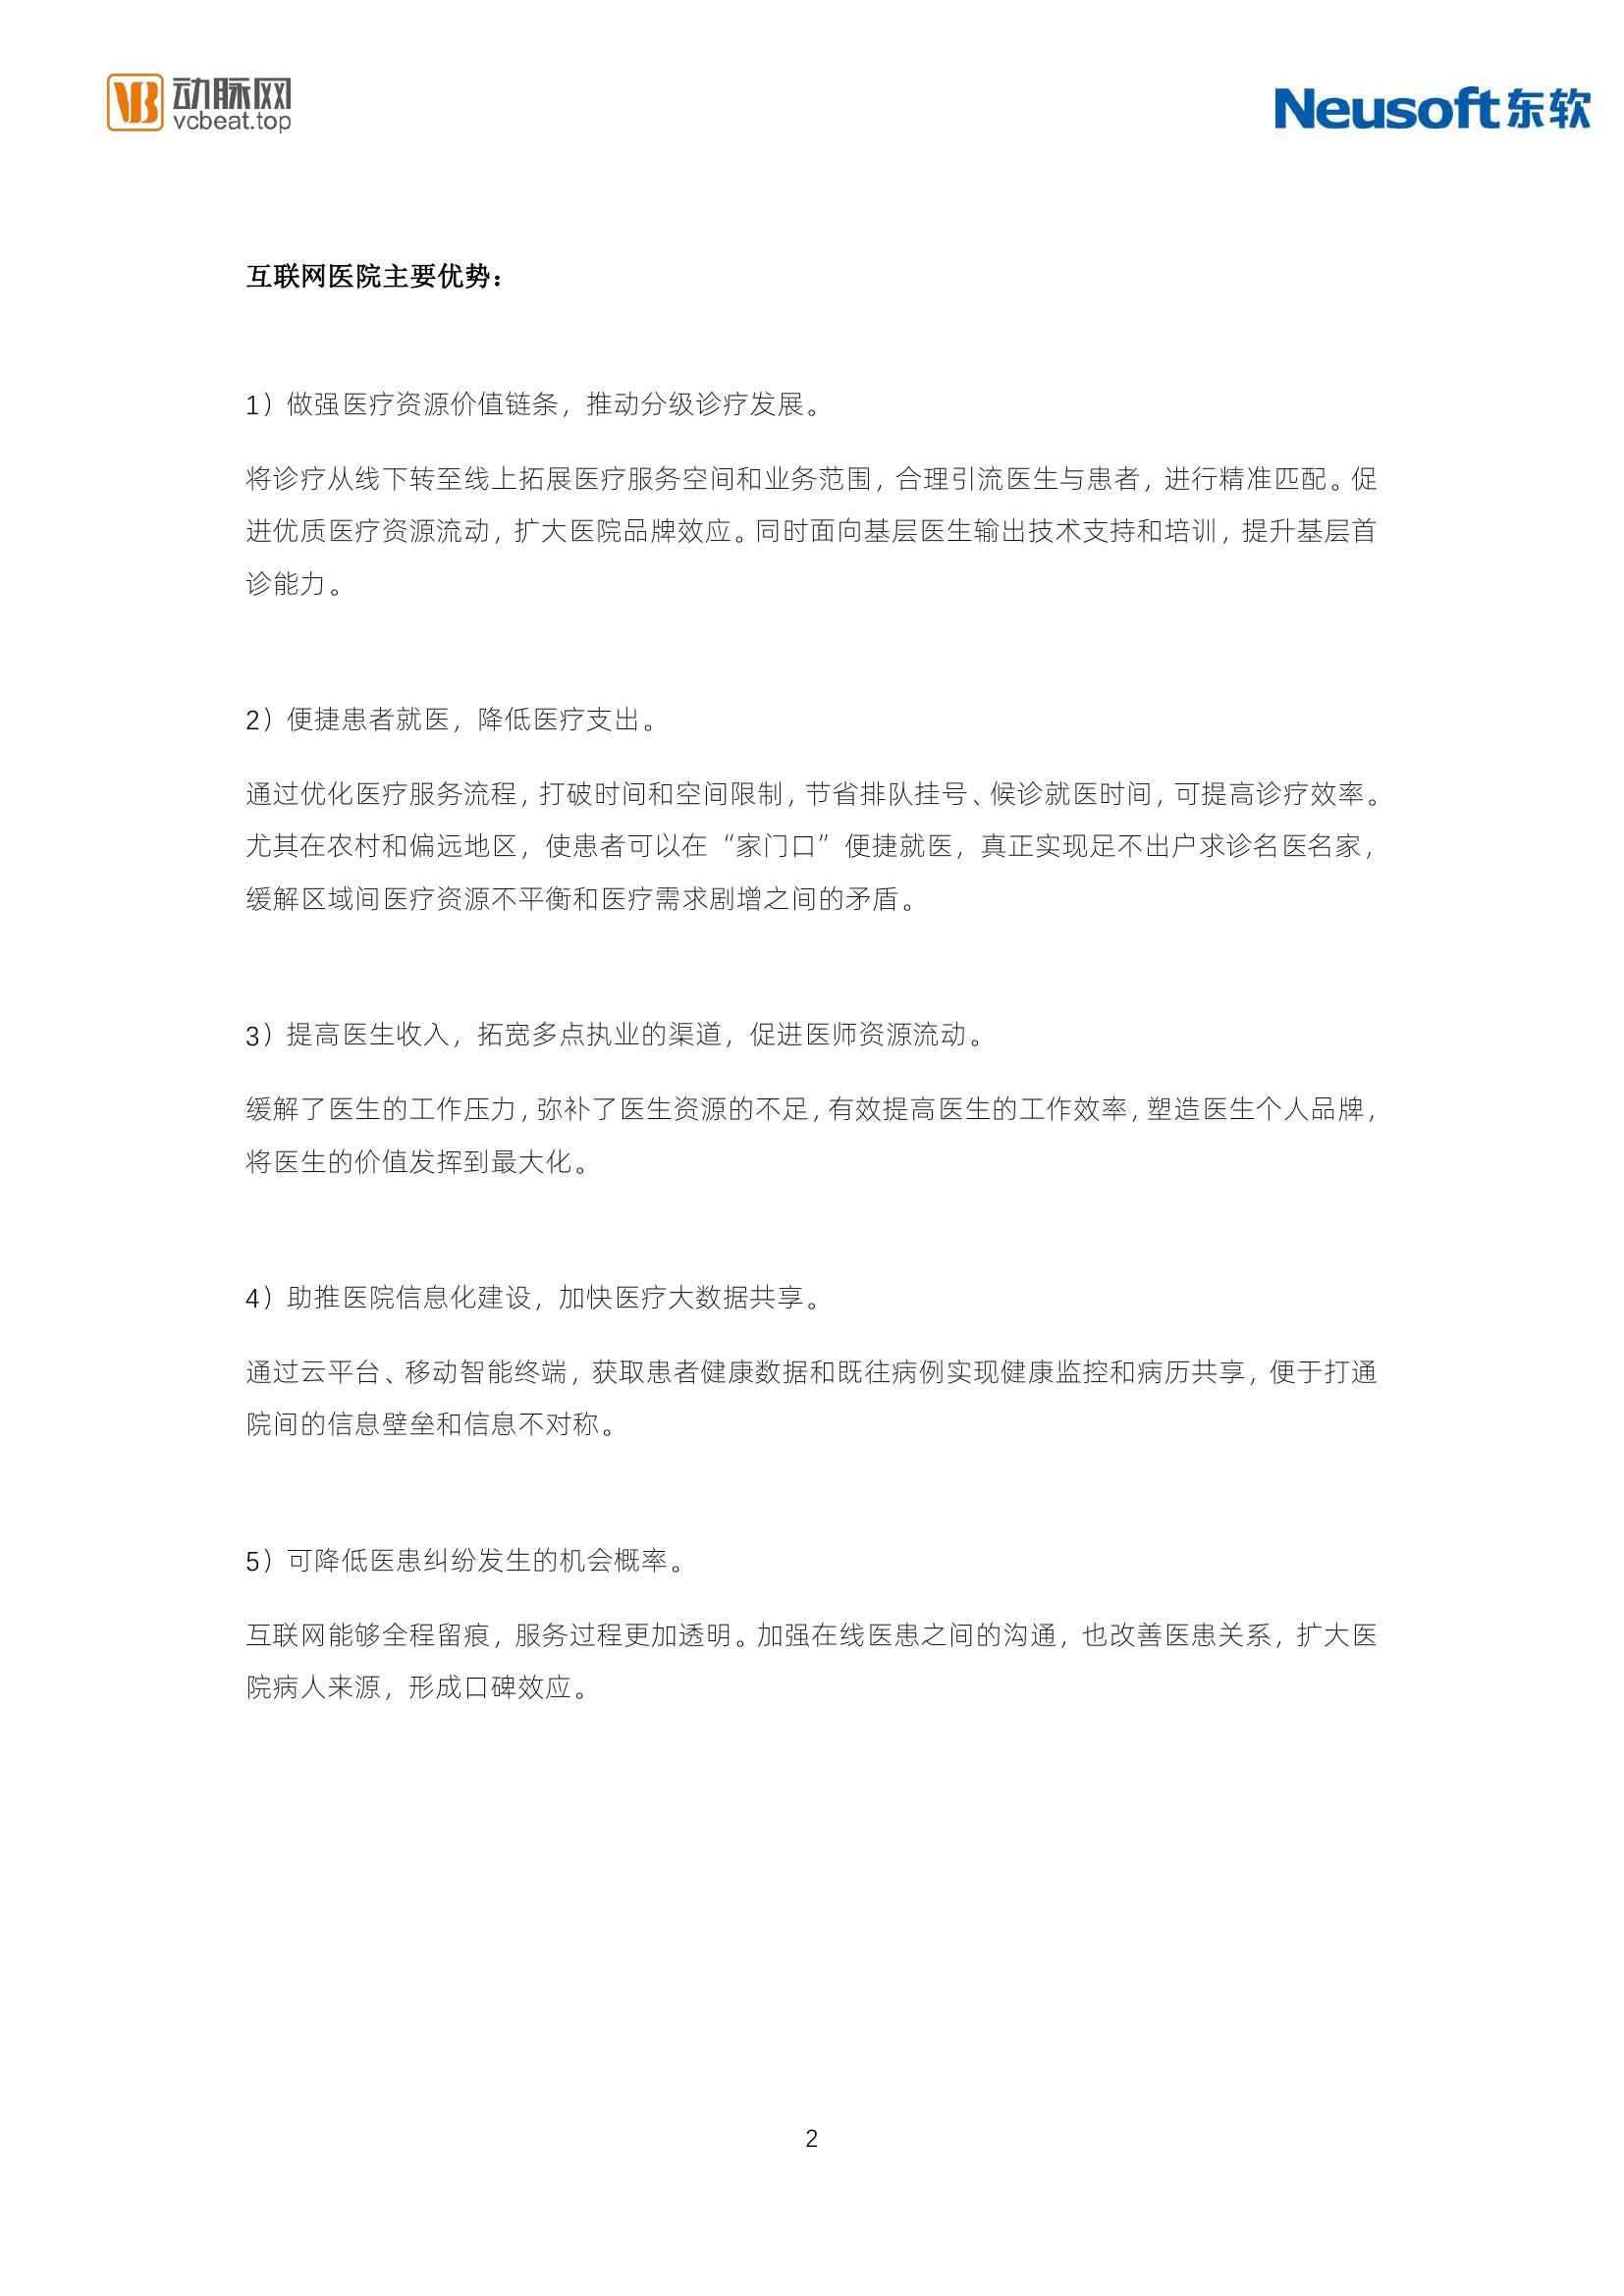 动脉网
vcbeat.top
Neusoft东软
互联网医院主要优势：
1）做强医疗资源价值链条，推动分级诊疗发展。
将诊疗从线下转至线上拓展医疗服务空间和业务范围，合理引流医生与患者，进行精准匹配。促
进优质医疗资源流动，扩大医院品牌效应。同时面向基层医生输出技术支持和培训，提升基层首
诊能力。
2）便捷患者就医，降低医疗支出。
通过优化医疗服务流程，打破时间和空间限制，节省排队挂号、候诊就医时间，可提高诊疗效率。
尤其在农村和偏远地区，使患者可以在“家门口”便捷就医，真正实现足不出户求诊名医名家，
缓解区域间医疗资源不平衡和医疗需求剧增之间的矛盾。
3）提高医生收入，拓宽多点执业的渠道，促进医师资源流动。
缓解了医生的工作压力，弥补了医生资源的不足，有效提高医生的工作效率，塑造医生个人品牌，
将医生的价值发挥到最大化。
4）助推医院信息化建设，加快医疗大数据共享。
通过云平台、移动智能终端，获取患者健康数据和既往病例实现健康监控和病历共享，便于打通
院间的信息壁垒和信息不对称。
5）可降低医患纠纷发生的机会概率。
互联网能够全程留痕，服务过程更加透明。加强在线医患之间的沟通，也改善医患关系，扩大医
院病人来源，形成口碑效应。
2